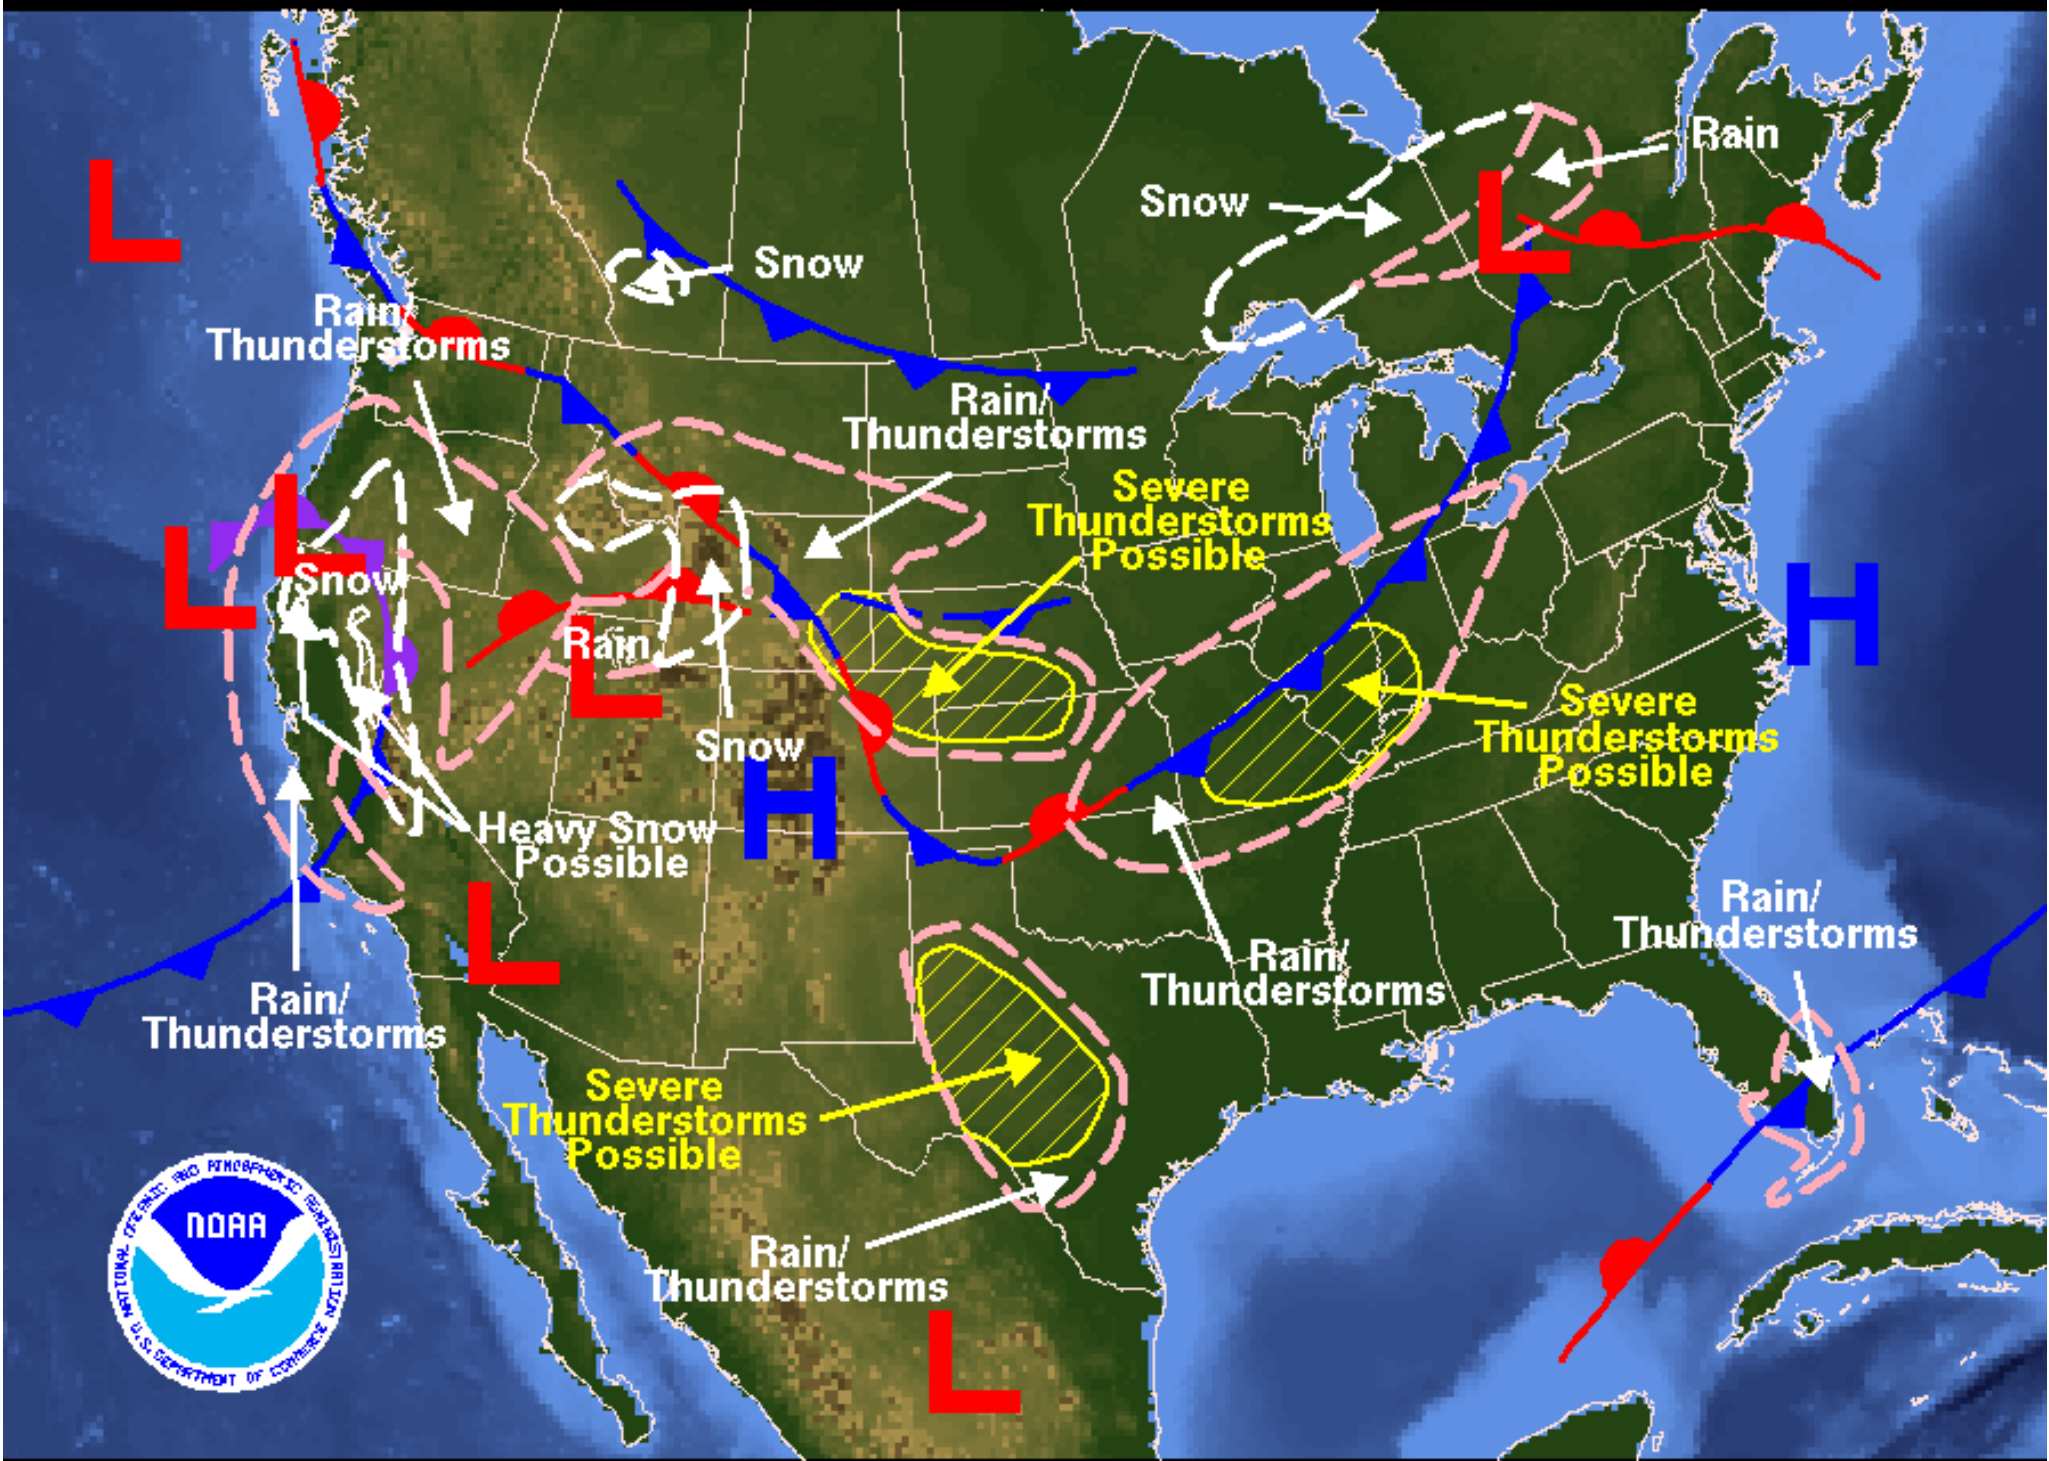 Rain
Snow
Snow
Rain/
Thunderstorms
Rain/
Thunderstorms
Severe
Thunderstorms
Possible
Snow
Rain
Snow
Severe
Thunderstorms
Possible
Heavy Snow
Possible
Rain/
Thunderstorms
Rain/
Thunderstorms
Rain/
Thunderstorms
Severe
Thunderstorms
Possible
Rain/
Thunderstorms
L
L
L
L
L
L
L
H
H
NATIONAL OCEANIC AND ATMOSPHERIC ADMINISTRATION
NOAA
U.S. DEPARTMENT OF COMMERCE